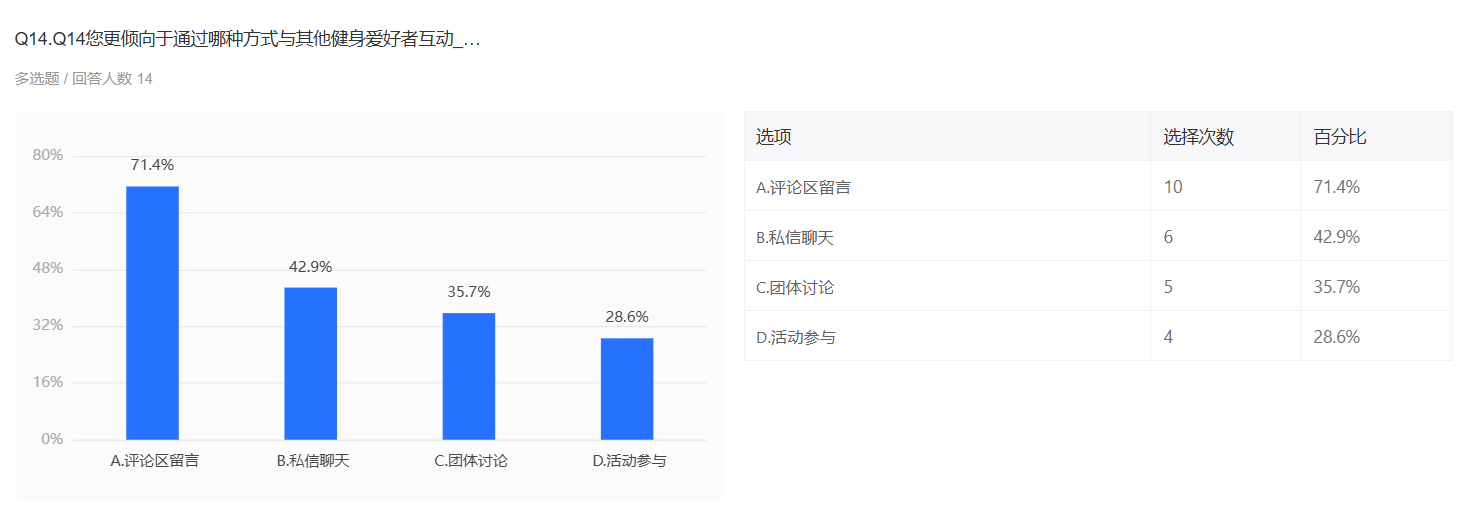 Q14.Q14您更倾向于通过哪种方式与其他健身爱好者互动_…
多选题 / 回答人数 14
80%
64%
48%
32%
16%
0%
71.4%
42.9%
35.7%
28.6%
A.评论区留言
B.私信聊天
C.团体讨论
D.活动参与
选项 选择次数 百分比
A.评论区留言 10 71.4%
B.私信聊天 6 42.9%
C.团体讨论 5 35.7%
D.活动参与 4 28.6%